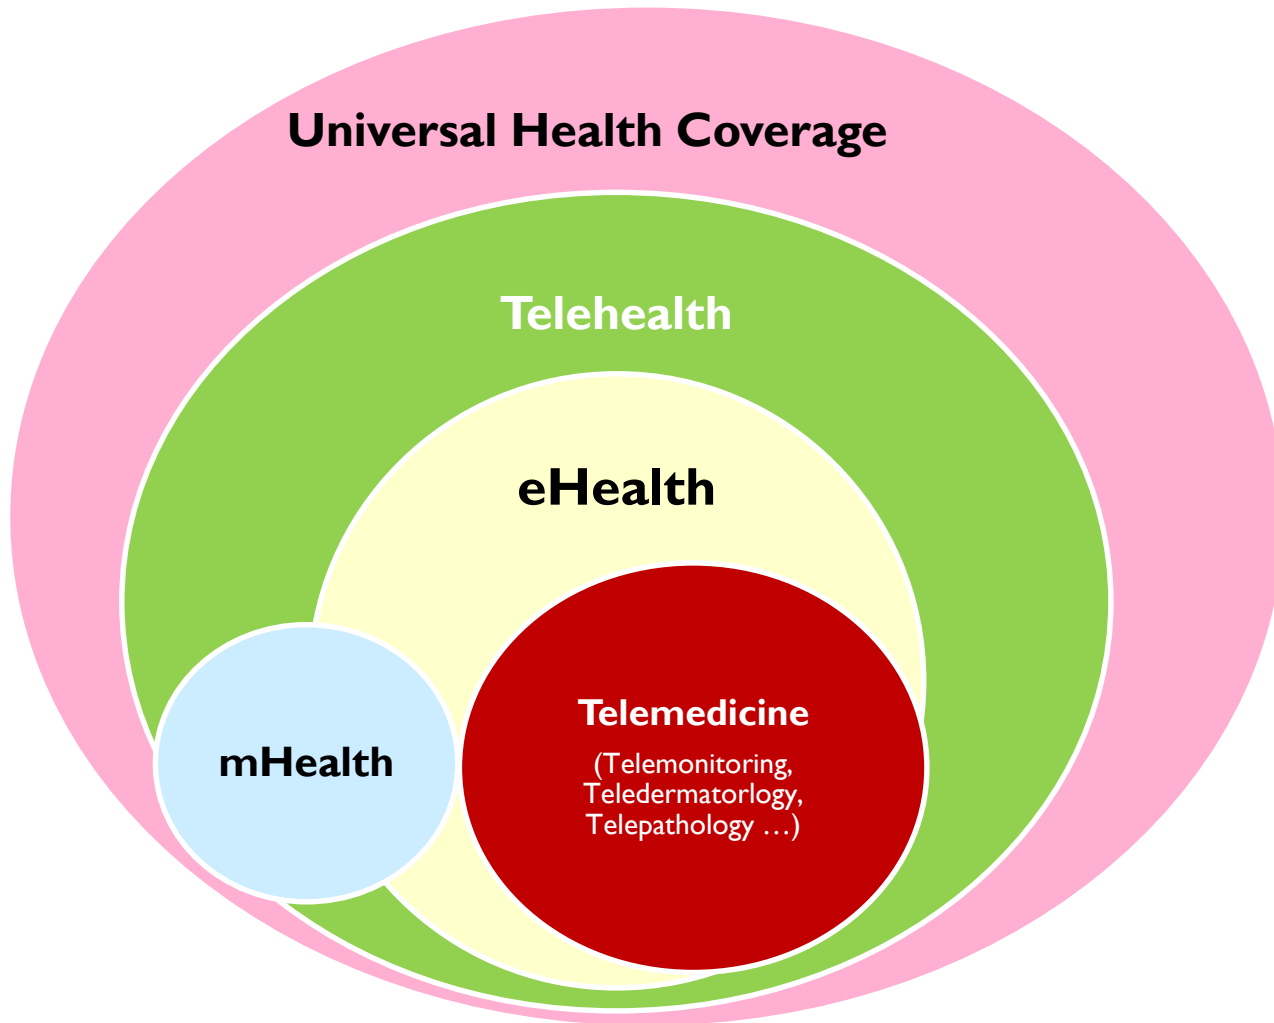 Universal Health Coverage
Telehealth
eHealth
mHealth
Telemedicine
(Telemonitoring,
Teledermatorlogy,
Telepathology …)